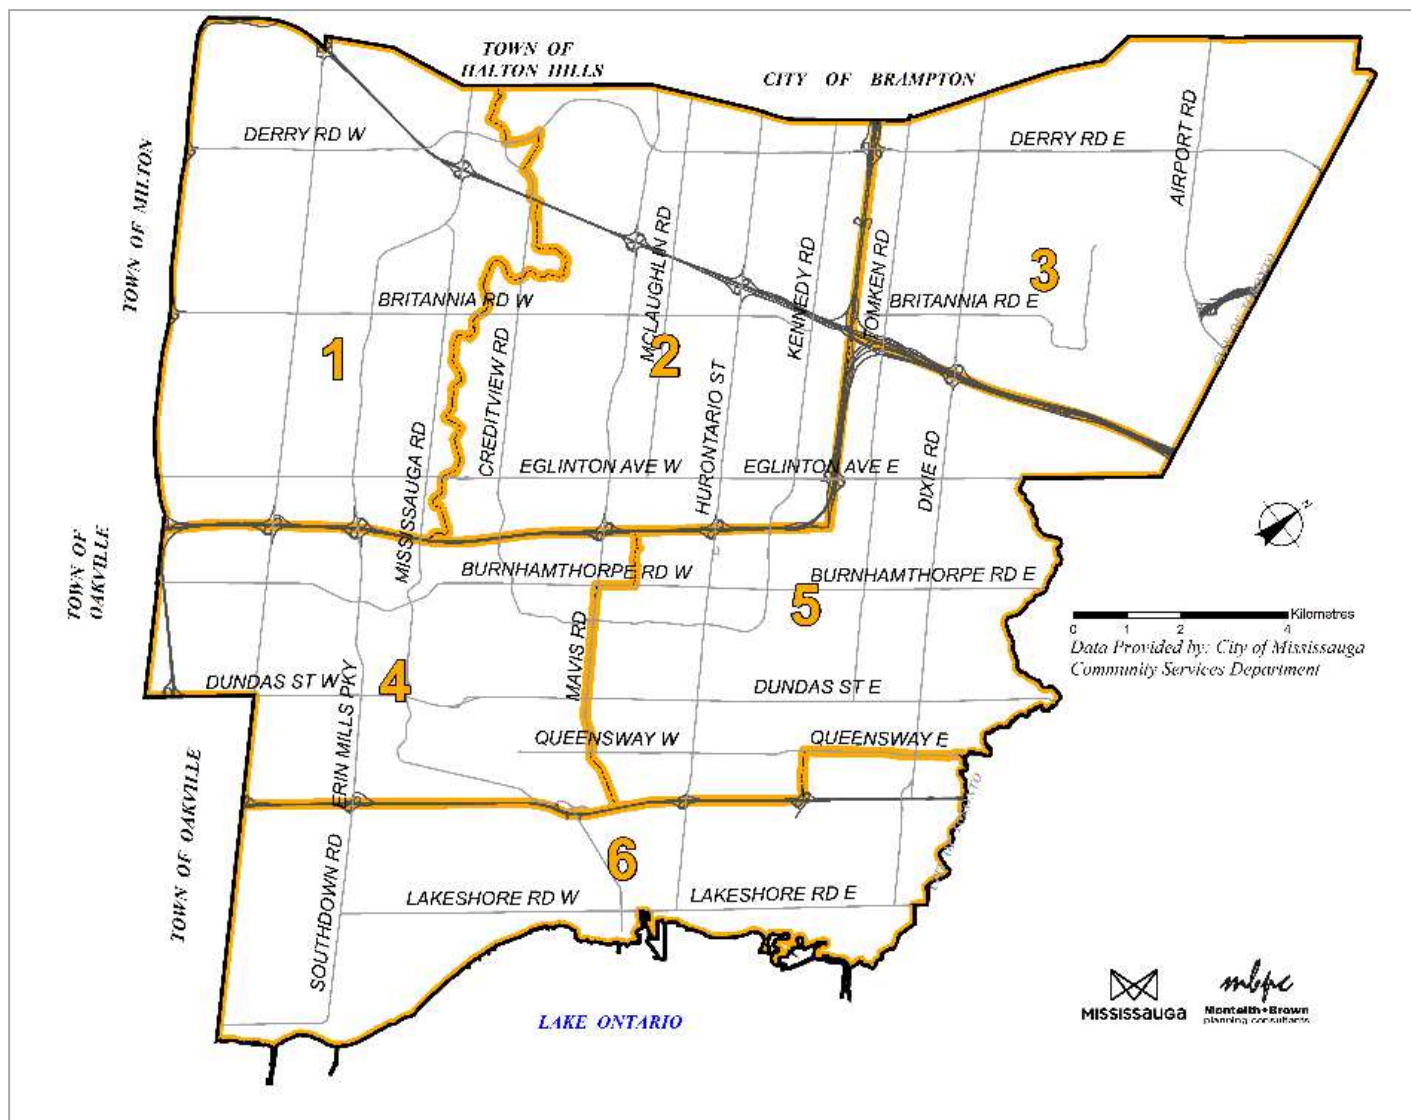 TOWN OF
HALTON HILLS
CITY OF BRAMPTON
DERRY RD W
DERRY RD E
AIRPORT RD
TOWN OF MILTON
MCLAUGHLIN RD
KENNEDY RD
TOMKEN RD
3
BRITANNIA RD W
BRITANNIA RD E
1
2
CREDITVIEW RD
MISSISSAUGA RD
HURONTARIO ST
DIXIE RD
EGLINTON AVE W
EGLINTON AVE E
N
TOWN OF
OAKVILLE
BURNHAMTHORPE RD W
BURNHAMTHORPE RD E
5
Kilometres
0 1 2 4
Data Provided by: City of Mississauga
Community Services Department
MAVIS RD
DUNDAS ST W
4
DUNDAS ST E
ERIN MILLS PKY
QUEENSWAY W
QUEENSWAY E
TOWN OF OAKVILLE
6
SOUTHDOWN RD
LAKESHORE RD W
LAKESHORE RD E
LAKE ONTARIO
MISSISSAUGA
mbpc
Monteith+Brown
planning consultants